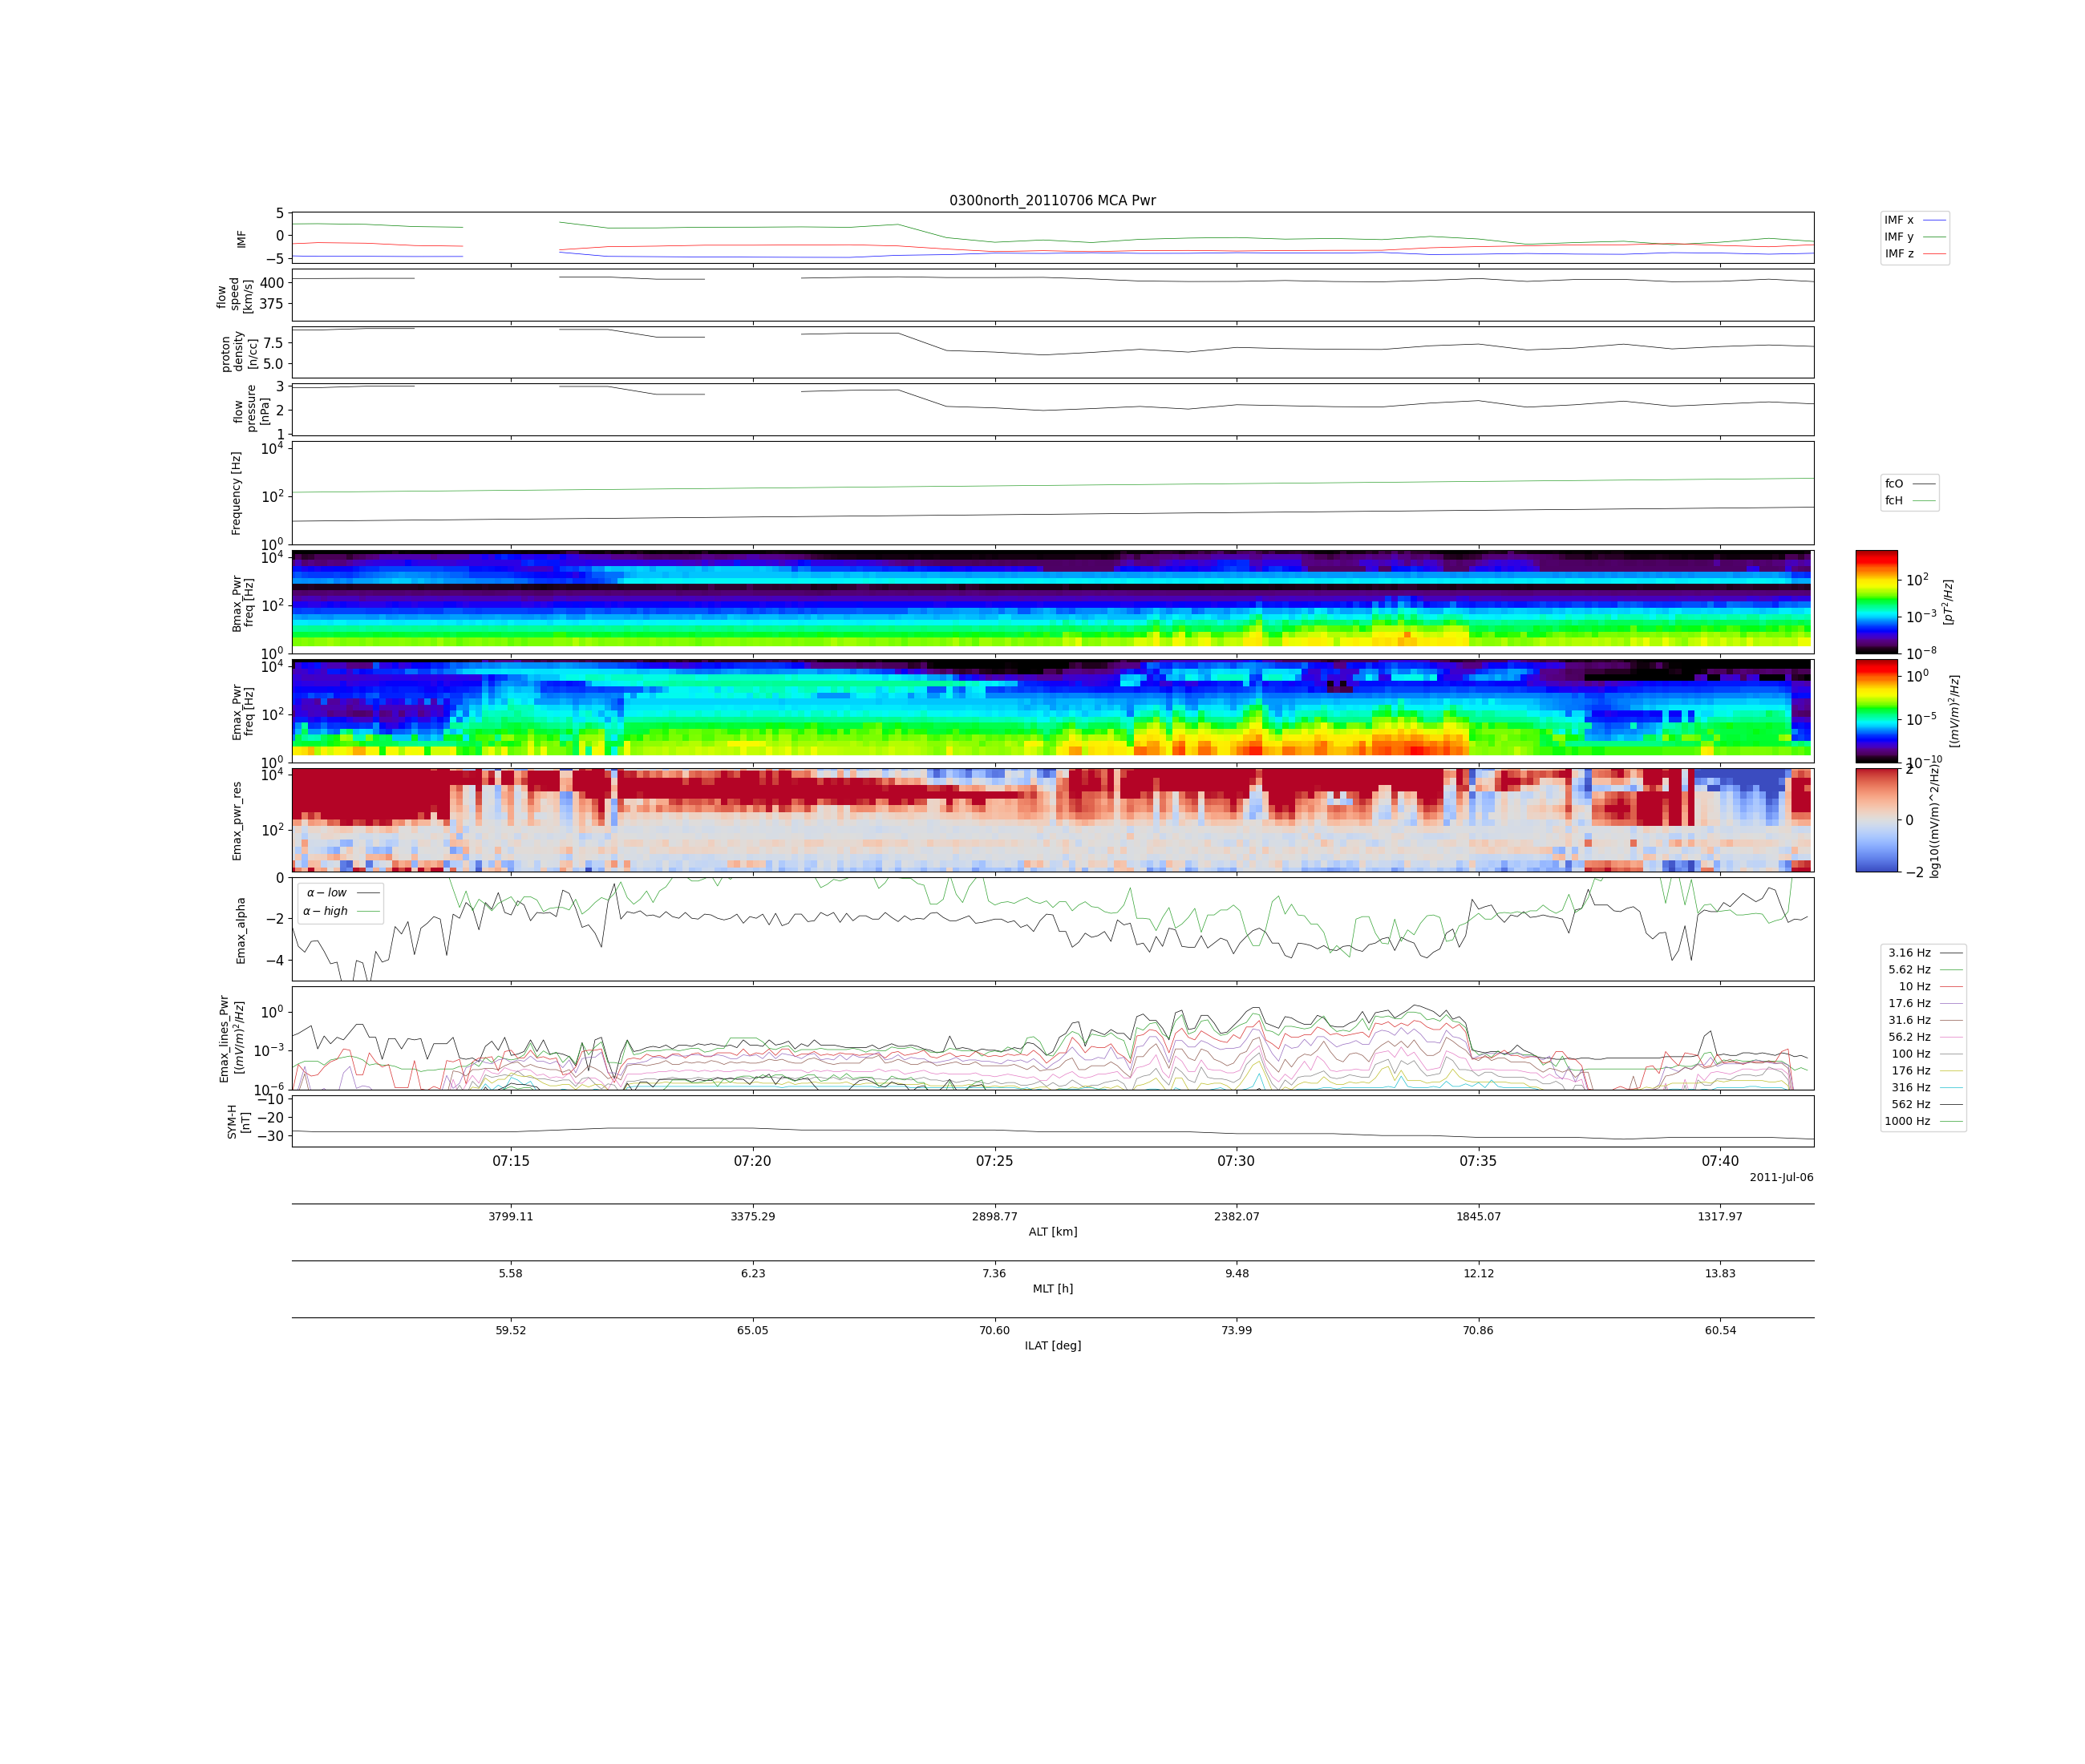 0300north_20110706 MCA Pwr
5
0
−5
IMF
IMF x
IMF y
IMF z
400
375
flow
speed
[km/s]
7.5
5.0
proton
density
[n/cc]
3
2
1
flow
pressure
[nPa]
10^4
10^2
10^0
Frequency [Hz]
fcO
fcH
10^4
10^2
10^0
Bmax_Pwr
freq [Hz]
10^2
10^−3
10^−8
[pT^2/Hz]
10^4
10^2
10^0
Emax_Pwr
freq [Hz]
10^0
10^−5
10^−10
[(mV/m)^2/Hz]
10^4
10^2
Emax_pwr_res
2
0
−2
log10((mV/m)^2/Hz)
0
−2
−4
Emax_alpha
α − low
α − high
10^0
10^−3
10^−6
Emax_lines_Pwr
[(mV/m)^2/Hz]
3.16 Hz
5.62 Hz
10 Hz
17.6 Hz
31.6 Hz
56.2 Hz
100 Hz
176 Hz
316 Hz
562 Hz
1000 Hz
−10
−20
−30
SYM-H
[nT]
07:15 07:20 07:25 07:30 07:35 07:40
2011-Jul-06
3799.11 3375.29 2898.77 2382.07 1845.07 1317.97
ALT [km]
5.58 6.23 7.36 9.48 12.12 13.83
MLT [h]
59.52 65.05 70.60 73.99 70.86 60.54
ILAT [deg]